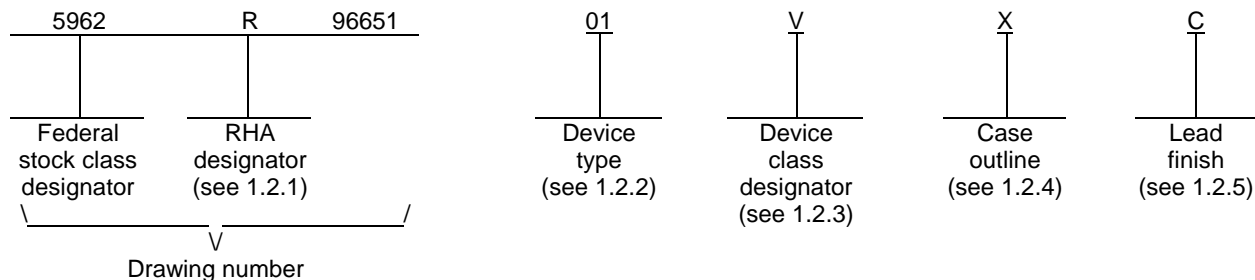 5962 R 96651 01 V X C
Federal stock class designator
RHA designator (see 1.2.1)
Device type (see 1.2.2)
Device class designator (see 1.2.3)
Case outline (see 1.2.4)
Lead finish (see 1.2.5)
Drawing number